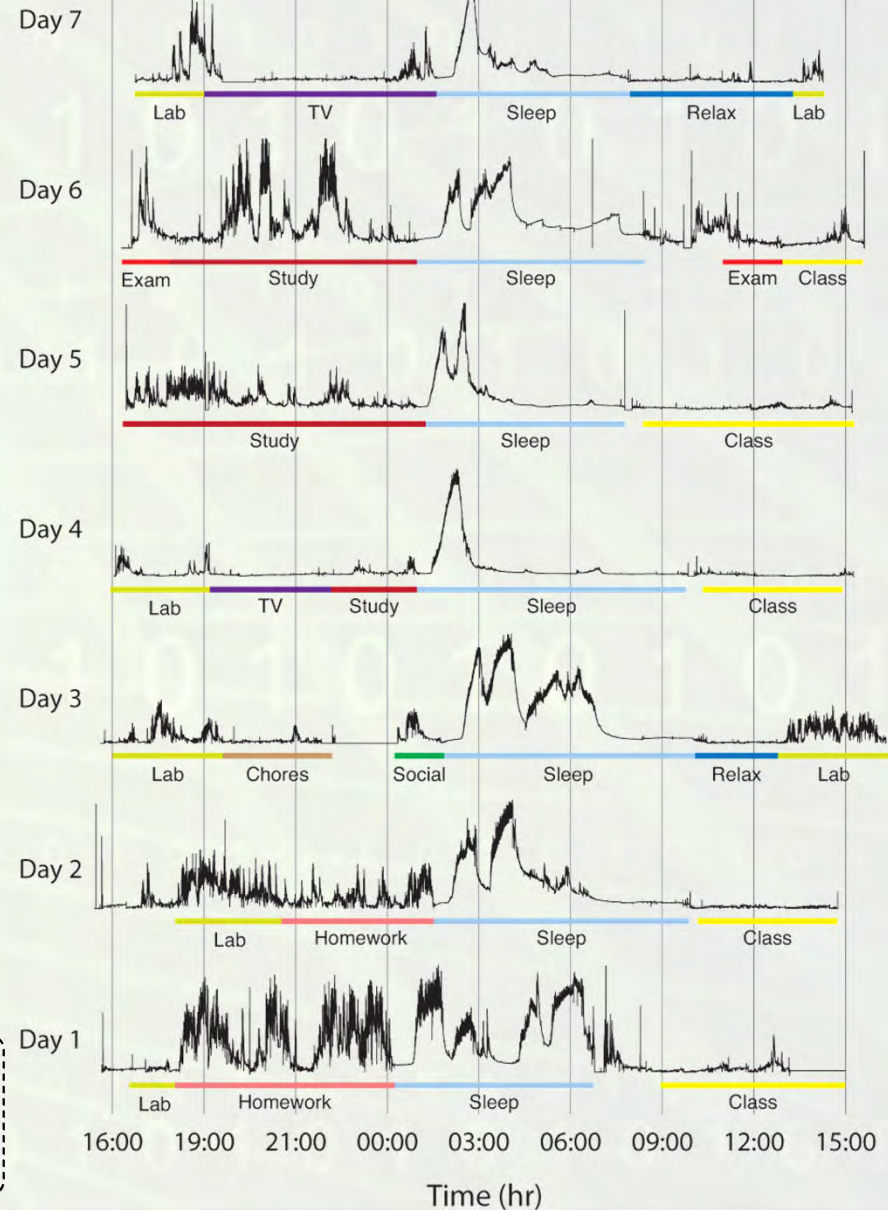 Day 7
Lab TV Sleep Relax Lab
Day 6
Exam Study Sleep Exam Class
Day 5
Study Sleep Class
Day 4
Lab TV Study Sleep Class
Day 3
Lab Chores Social Sleep Relax Lab
Day 2
Lab Homework Sleep Class
Day 1
Lab Homework Sleep Class
16:00 19:00 21:00 00:00 03:00 06:00 09:00 12:00 15:00
Time (hr)